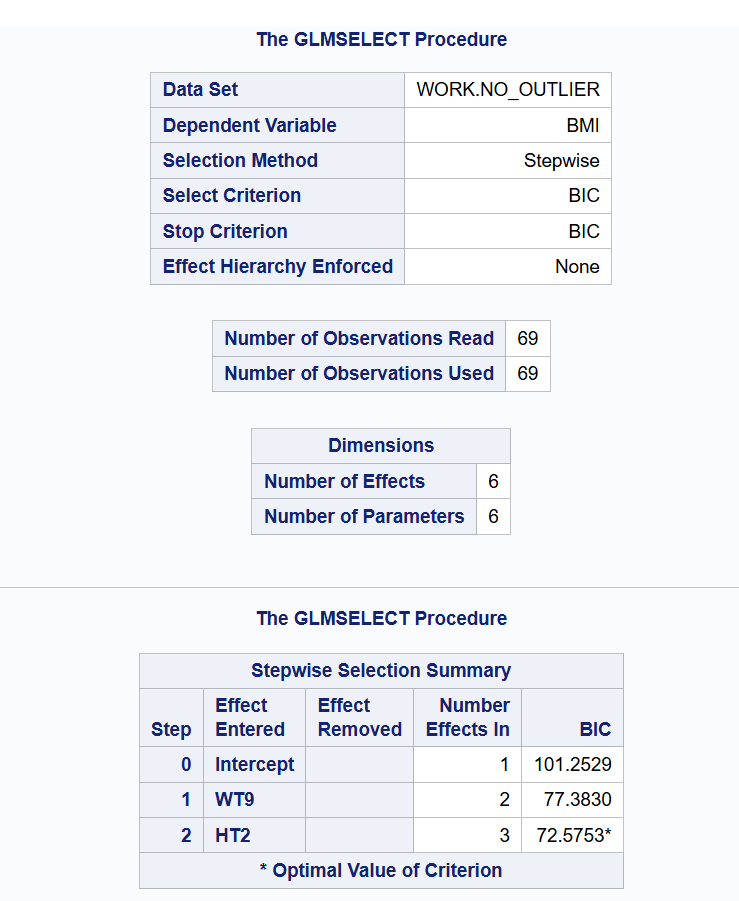 The GLMSELECT Procedure
Data Set WORK.NO_OUTLIER
Dependent Variable BMI
Selection Method Stepwise
Select Criterion BIC
Stop Criterion BIC
Effect Hierarchy Enforced None
Number of Observations Read 69
Number of Observations Used 69
Dimensions
Number of Effects 6
Number of Parameters 6
The GLMSELECT Procedure
Stepwise Selection Summary
Step Effect Entered Effect Removed Number Effects In BIC
0 Intercept 1 101.2529
1 WT9 2 77.3830
2 HT2 3 72.5753*
* Optimal Value of Criterion